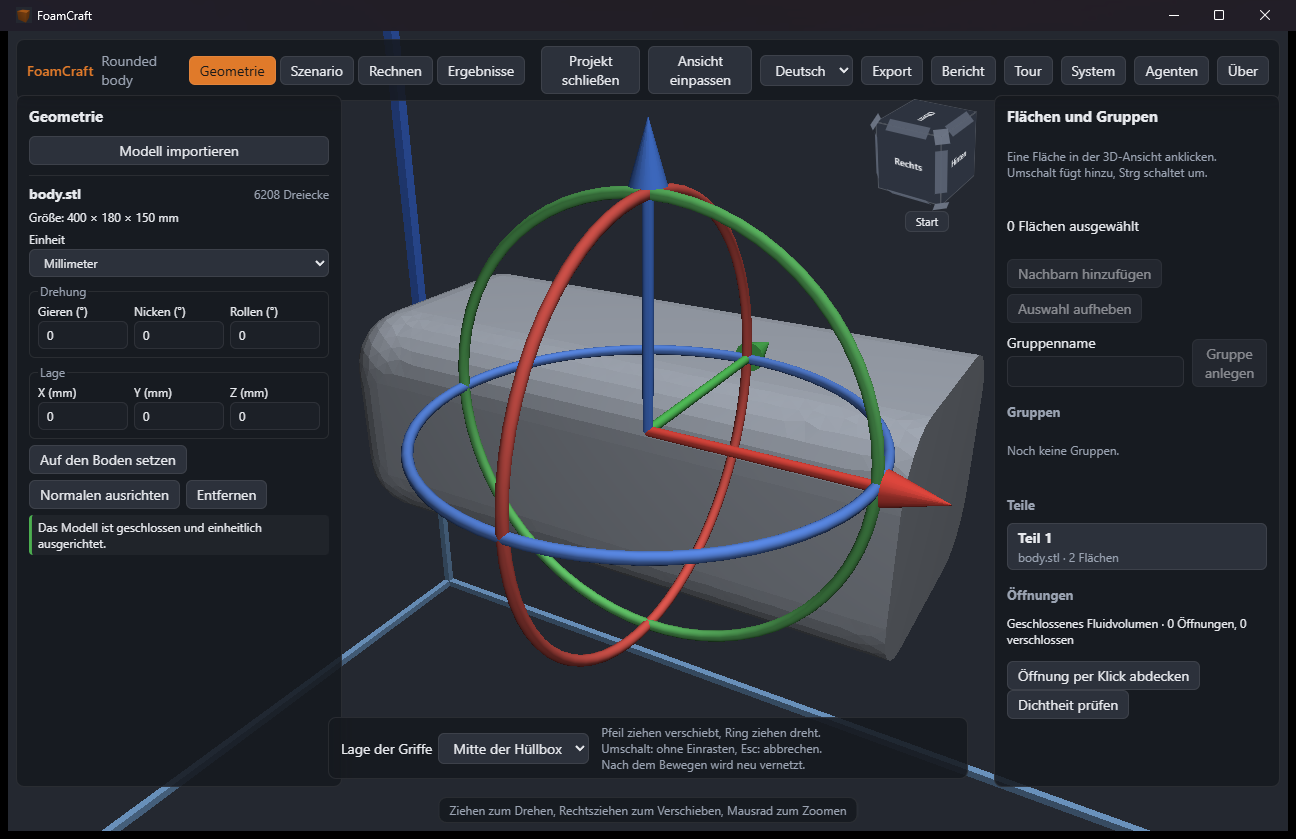 FoamCraft
FoamCraft
Rounded body
Geometrie
Szenario
Rechnen
Ergebnisse
Projekt schließen
Ansicht einpassen
Deutsch
Export
Bericht
Tour
System
Agenten
Über
Geometrie
Modell importieren
body.stl
6208 Dreiecke
Größe: 400 × 180 × 150 mm
Einheit
Millimeter
Drehung
Gieren (°) Nicken (°) Rollen (°)
0 0 0
Lage
X (mm) Y (mm) Z (mm)
0 0 0
Auf den Boden setzen
Normalen ausrichten
Entfernen
Das Modell ist geschlossen und einheitlich
ausgerichtet.
Rechts
Start
Lage der Griffe
Mitte der Hüllbox
Pfeil ziehen verschiebt, Ring ziehen dreht.
Umschalt: ohne Einrasten, Esc: abbrechen.
Nach dem Bewegen wird neu vernetzt.
Ziehen zum Drehen, Rechtsziehen zum Verschieben, Mausrad zum Zoomen
Flächen und Gruppen
Eine Fläche in der 3D-Ansicht anklicken.
Umschalt fügt hinzu, Strg schaltet um.
0 Flächen ausgewählt
Nachbarn hinzufügen
Auswahl aufheben
Gruppenname
Gruppe anlegen
Gruppen
Noch keine Gruppen.
Teile
Teil 1
body.stl · 2 Flächen
Öffnungen
Geschlossenes Fluidvolumen · 0 Öffnungen, 0
verschlossen
Öffnung per Klick abdecken
Dichtheit prüfen